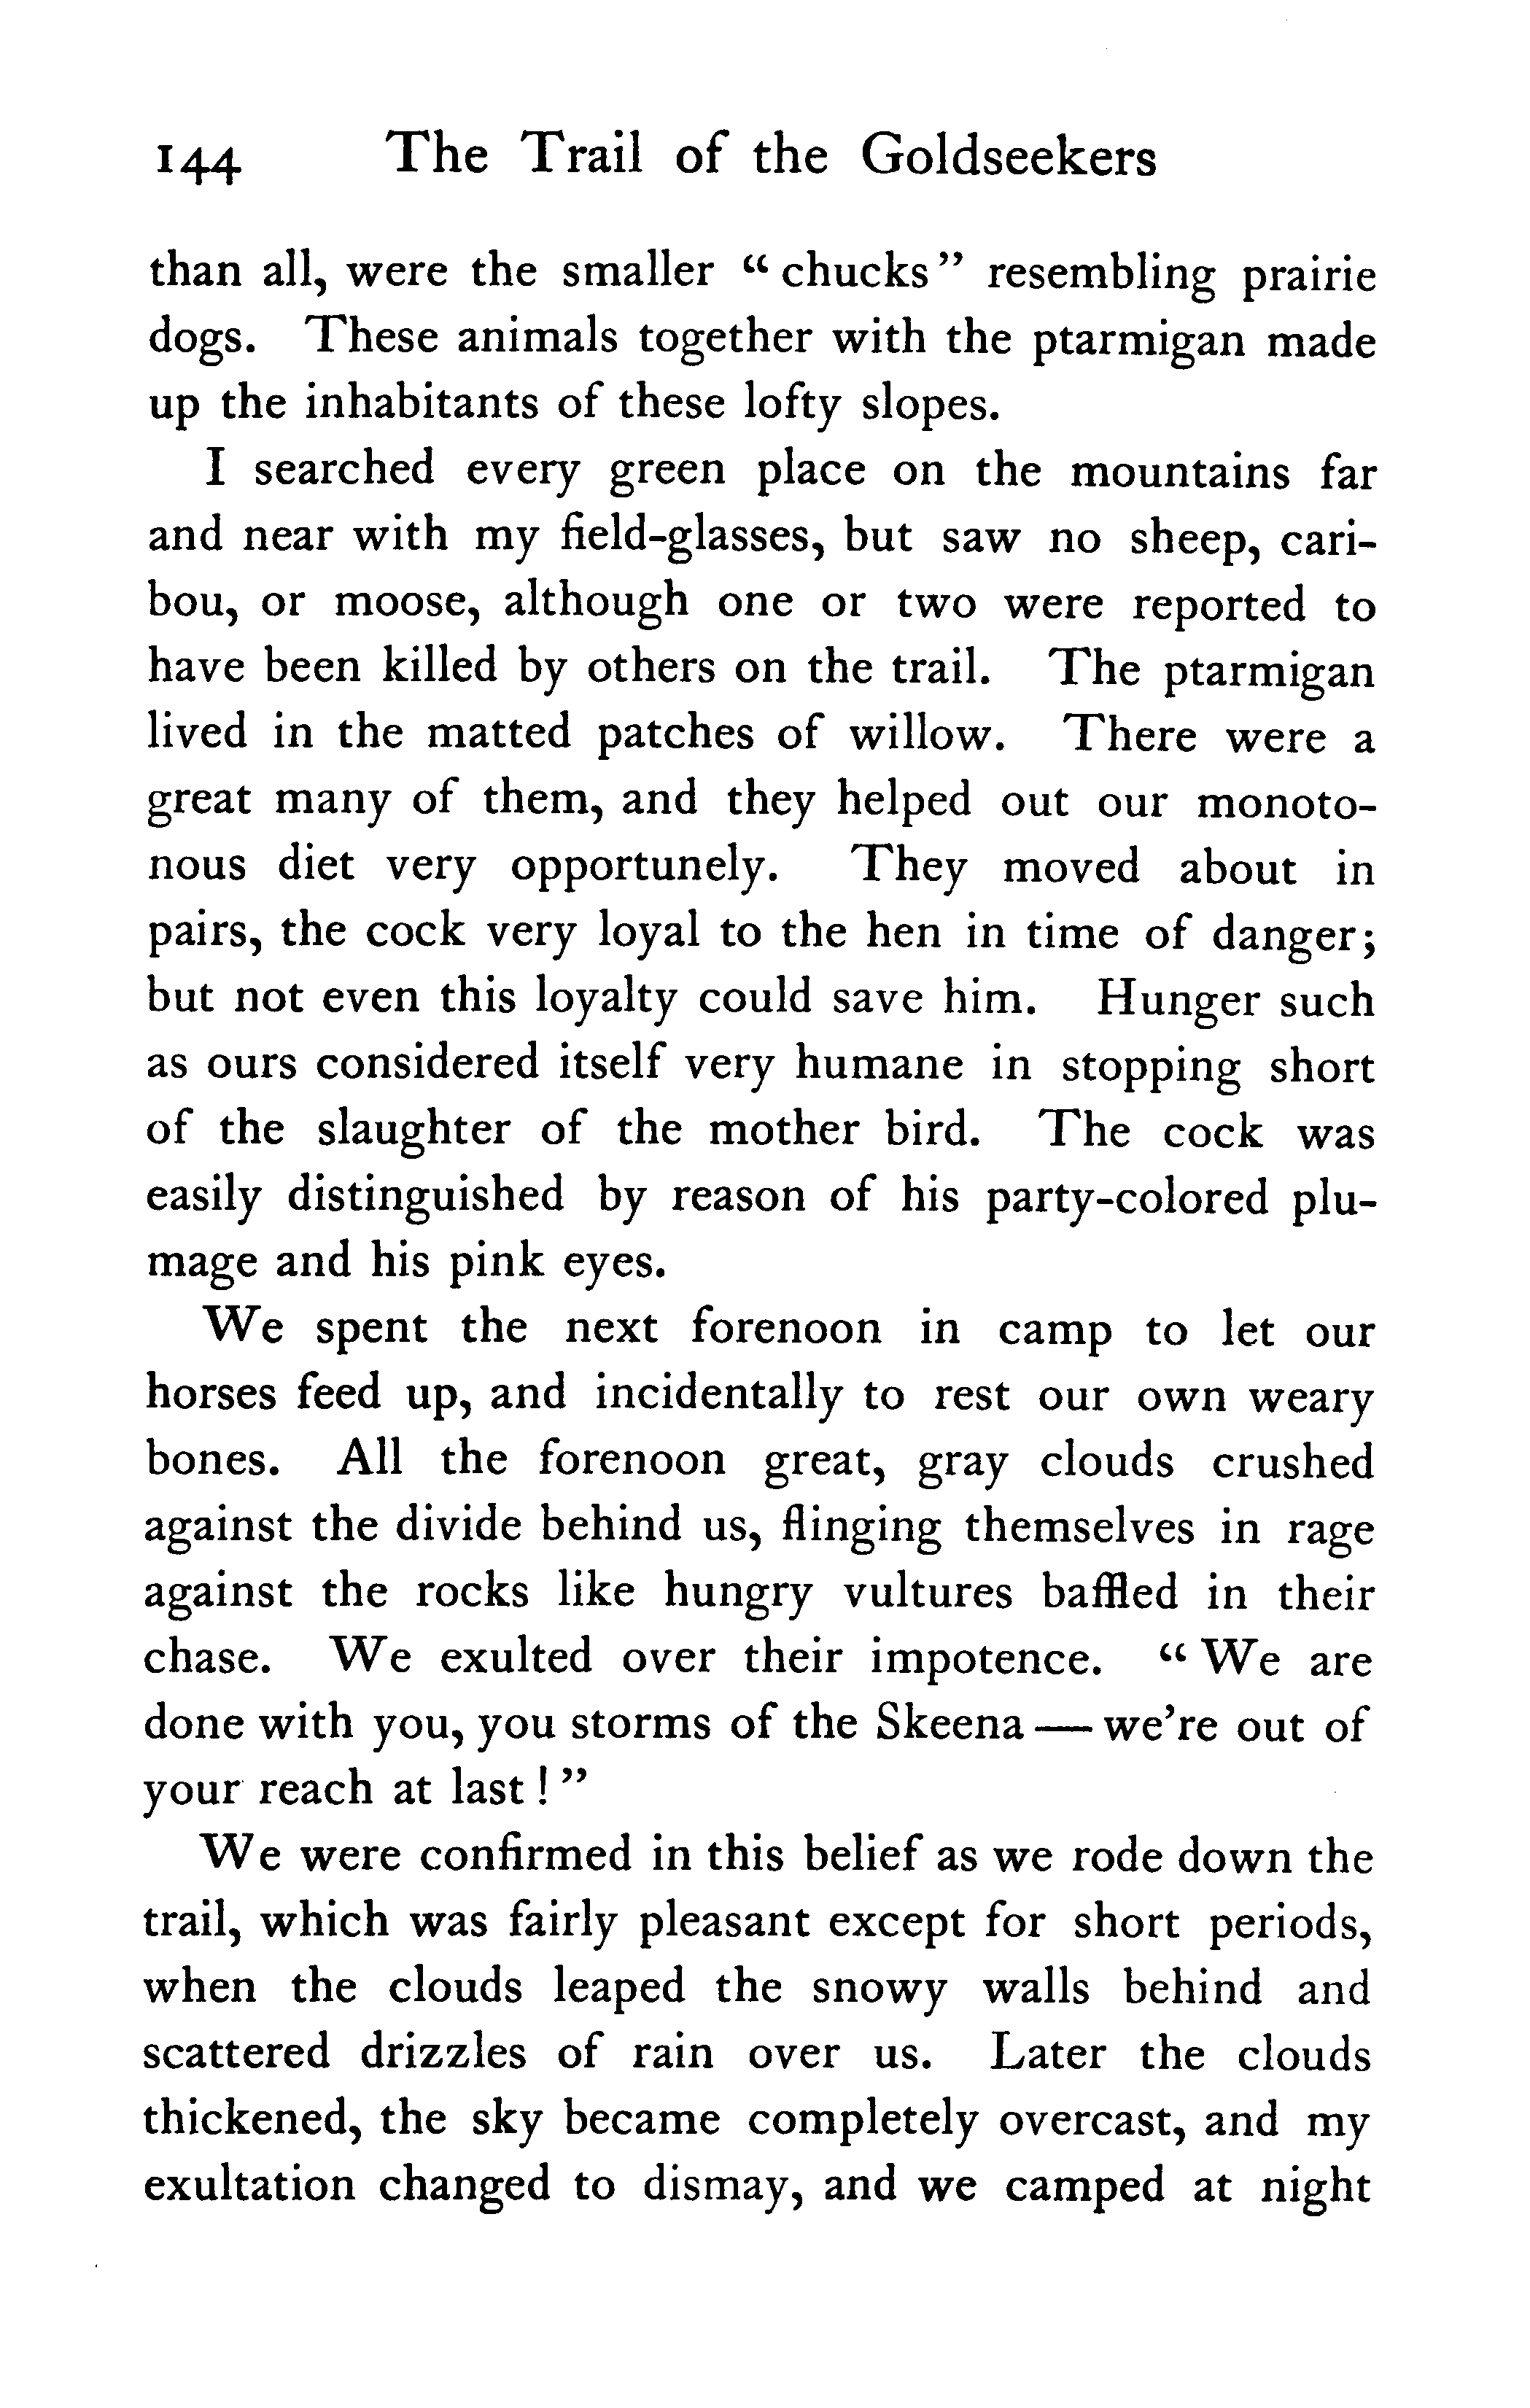 144 The Trail of the Goldseekers
than all, were the smaller “chucks” resembling prairie
dogs. These animals together with the ptarmigan made
up the inhabitants of these lofty slopes.
I searched every green place on the mountains far
and near with my field-glasses, but saw no sheep, cari-
bou, or moose, although one or two were reported to
have been killed by others on the trail. The ptarmigan
lived in the matted patches of willow. There were a
great many of them, and they helped out our monoto-
nous diet very opportunely. They moved about in
pairs, the cock very loyal to the hen in time of danger;
but not even this loyalty could save him. Hunger such
as ours considered itself very humane in stopping short
of the slaughter of the mother bird. The cock was
easily distinguished by reason of his party-colored plu-
mage and his pink eyes.
We spent the next forenoon in camp to let our
horses feed up, and incidentally to rest our own weary
bones. All the forenoon great, gray clouds crushed
against the divide behind us, flinging themselves in rage
against the rocks like hungry vultures baffled in their
chase. We exulted over their impotence. “We are
done with you, you storms of the Skeena — we’re out of
your reach at last!”
We were confirmed in this belief as we rode down the
trail, which was fairly pleasant except for short periods,
when the clouds leaped the snowy walls behind and
scattered drizzles of rain over us. Later the clouds
thickened, the sky became completely overcast, and my
exultation changed to dismay, and we camped at night